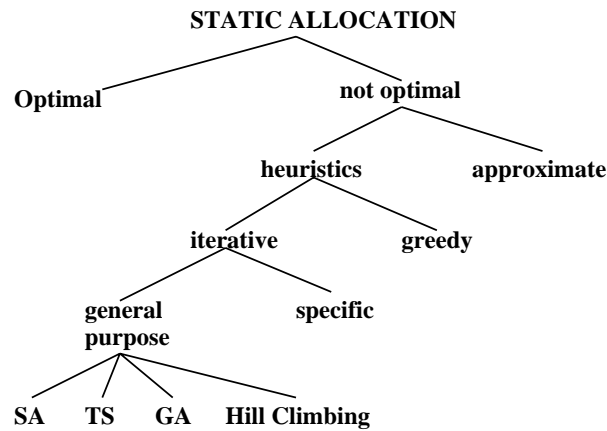 STATIC ALLOCATION
Optimal
not optimal
heuristics
approximate
iterative
greedy
general
purpose
specific
SA
TS
GA
Hill Climbing